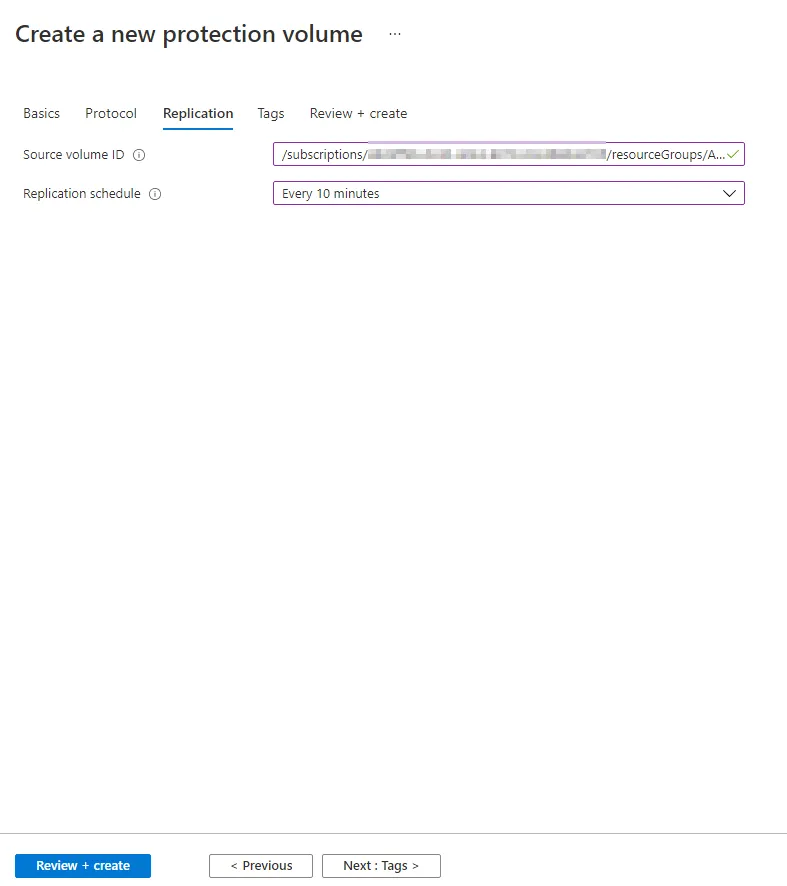 Create a new protection volume ...
Basics Protocol Replication Tags Review + create
Source volume ID /subscriptions/ /resourceGroups/A...
Replication schedule Every 10 minutes
Review + create < Previous Next : Tags >